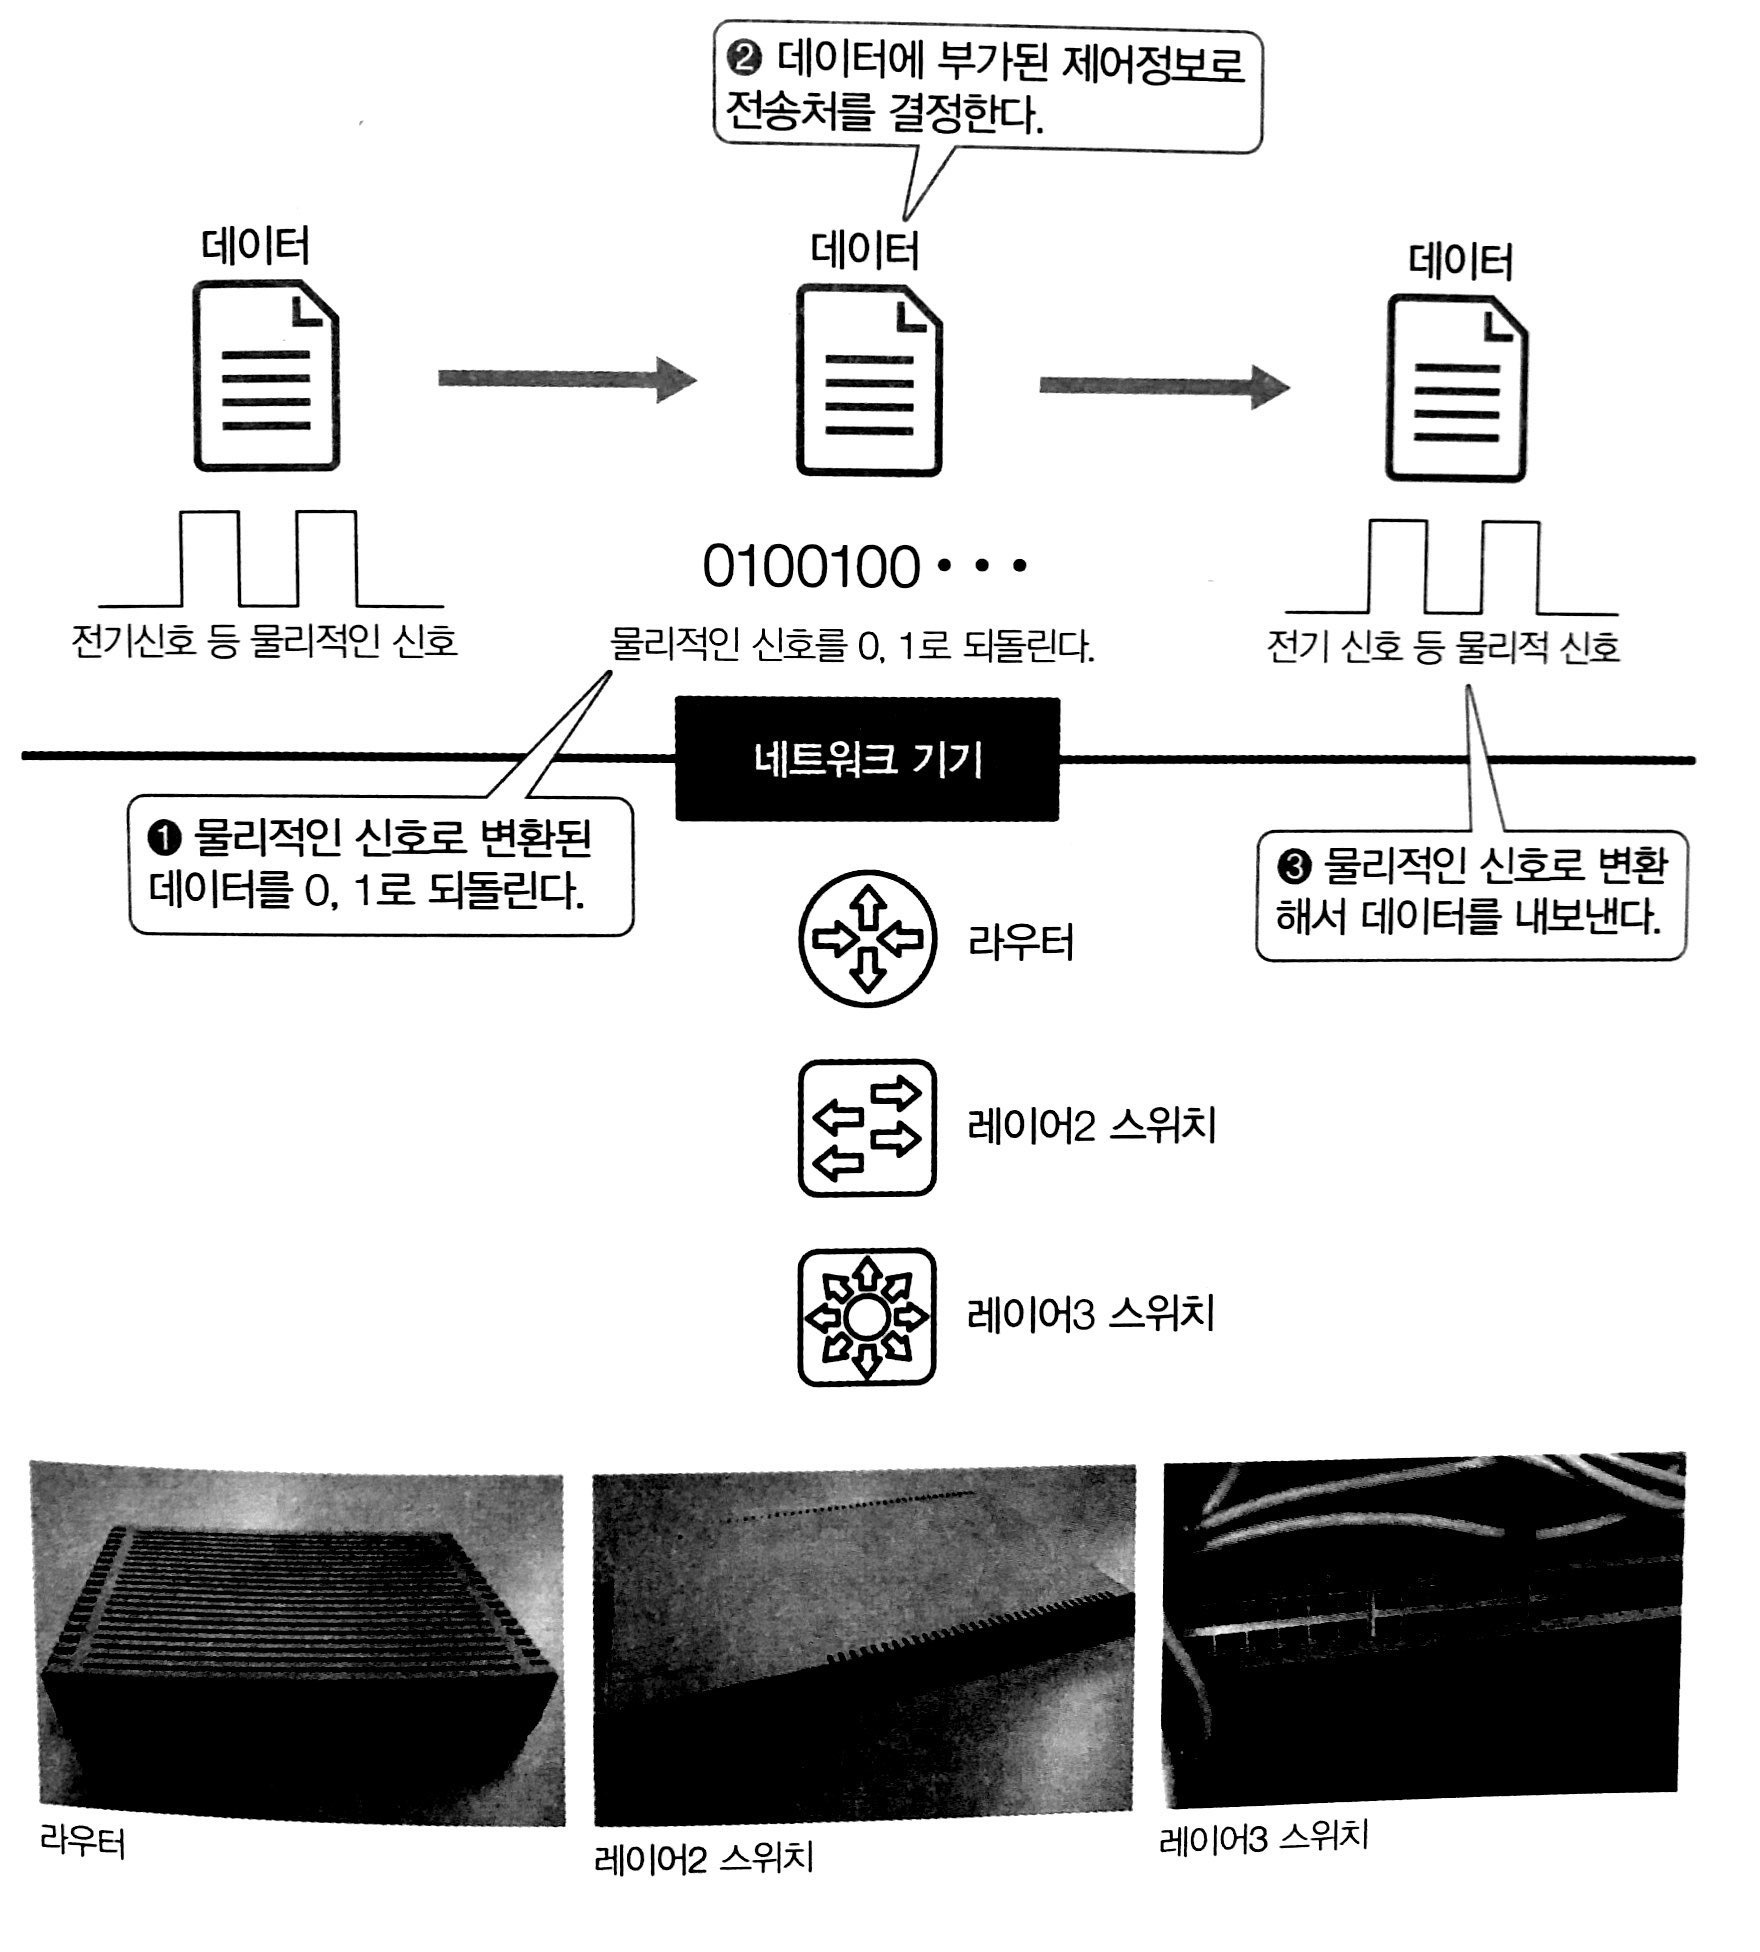 ❷ 데이터에 부가된 제어정보로
전송처를 결정한다.
데이터
데이터
데이터
0100100···
전기신호 등 물리적인 신호
물리적인 신호를 0, 1로 되돌린다.
전기 신호 등 물리적 신호
네트워크 기기
❶ 물리적인 신호로 변환된
데이터를 0, 1로 되돌린다.
❸ 물리적인 신호로 변환
해서 데이터를 내보낸다.
라우터
레이어2 스위치
레이어3 스위치
라우터
레이어2 스위치
레이어3 스위치